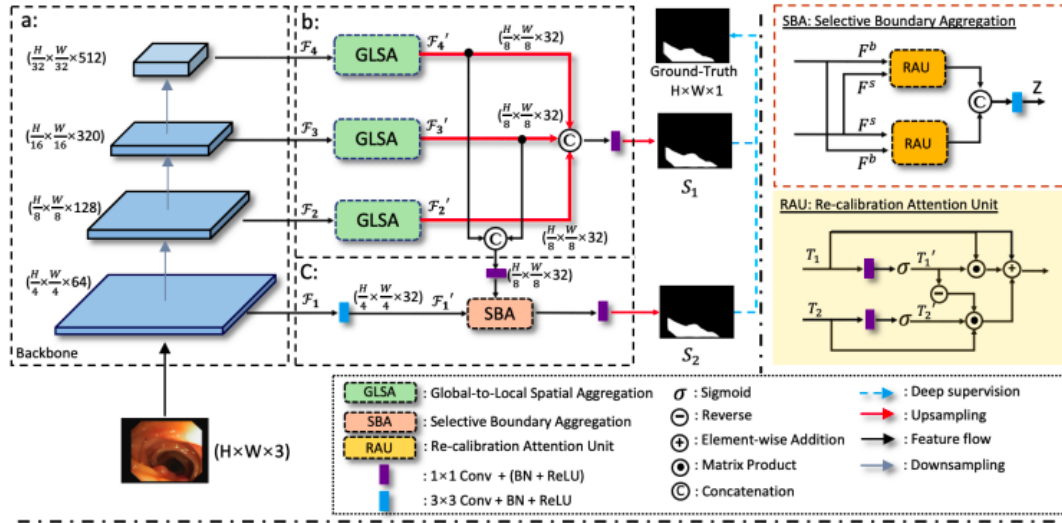 a:
(H/32 × W/32 ×512)
(H/16 × W/16 ×320)
(H/8 × W/8 ×128)
(H/4 × W/4 ×64)
Backbone
(H×W×3)
b:
ℱ4
GLSA
ℱ4′
(H/8 × W/8 ×32)
ℱ3
GLSA
ℱ3′
(H/8 × W/8 ×32)
C
ℱ2
GLSA
ℱ2′
(H/8 × W/8 ×32)
C
C:
(H/8 × W/8 ×32)
ℱ1
(H/4 × W/4 ×32)
ℱ1′
SBA
Ground-Truth
H×W×1
S1
S2
SBA: Selective Boundary Aggregation
F^b
RAU
F^s
C
Z
F^s
RAU
F^b
RAU: Re-calibration Attention Unit
T1
σ
T1′
T2
σ
T2′
GLSA : Global-to-Local Spatial Aggregation
SBA : Selective Boundary Aggregation
RAU : Re-calibration Attention Unit
: 1×1 Conv + (BN + ReLU)
: 3×3 Conv + BN + ReLU
σ : Sigmoid
: Reverse
: Element-wise Addition
: Matrix Product
C : Concatenation
: Deep supervision
: Upsampling
: Feature flow
: Downsampling